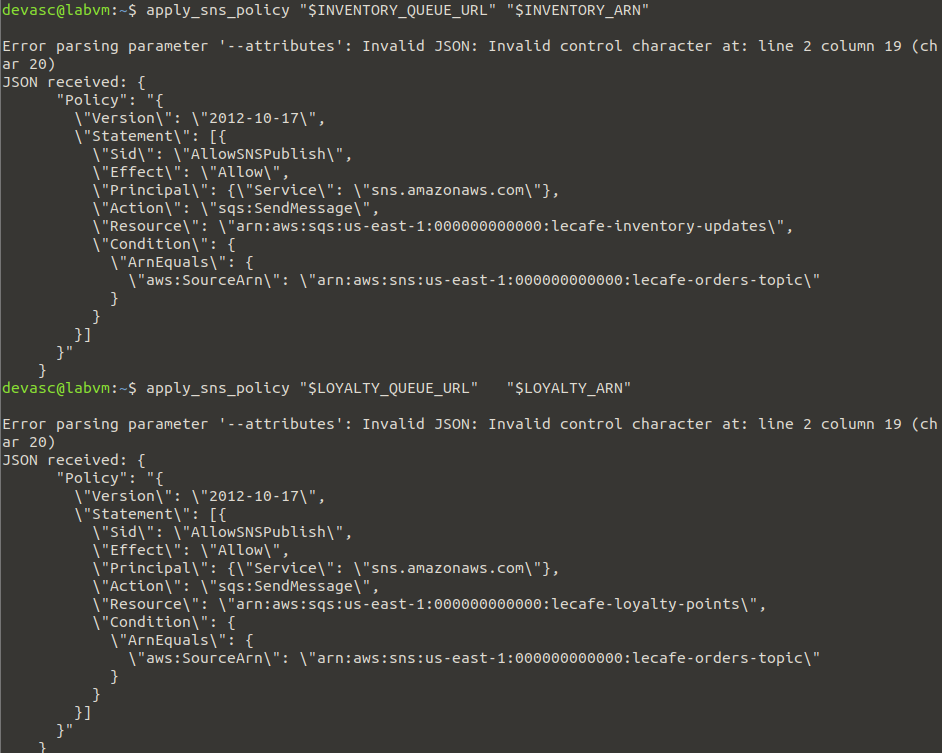 devasc@labvm:~$ apply_sns_policy "$INVENTORY_QUEUE_URL" "$INVENTORY_ARN"
Error parsing parameter '--attributes': Invalid JSON: Invalid control character at: line 2 column 19 (ch
ar 20)
JSON received: {
      "Policy": "{
        \"Version\": \"2012-10-17\",
        \"Statement\": [{
          \"Sid\": \"AllowSNSPublish\",
          \"Effect\": \"Allow\",
          \"Principal\": {\"Service\": \"sns.amazonaws.com\"},
          \"Action\": \"sqs:SendMessage\",
          \"Resource\": \"arn:aws:sqs:us-east-1:000000000000:lecafe-inventory-updates\",
          \"Condition\": {
            \"ArnEquals\": {
              \"aws:SourceArn\": \"arn:aws:sns:us-east-1:000000000000:lecafe-orders-topic\"
            }
          }
        }]
      }"
    }
devasc@labvm:~$ apply_sns_policy "$LOYALTY_QUEUE_URL"   "$LOYALTY_ARN"
Error parsing parameter '--attributes': Invalid JSON: Invalid control character at: line 2 column 19 (ch
ar 20)
JSON received: {
      "Policy": "{
        \"Version\": \"2012-10-17\",
        \"Statement\": [{
          \"Sid\": \"AllowSNSPublish\",
          \"Effect\": \"Allow\",
          \"Principal\": {\"Service\": \"sns.amazonaws.com\"},
          \"Action\": \"sqs:SendMessage\",
          \"Resource\": \"arn:aws:sqs:us-east-1:000000000000:lecafe-loyalty-points\",
          \"Condition\": {
            \"ArnEquals\": {
              \"aws:SourceArn\": \"arn:aws:sns:us-east-1:000000000000:lecafe-orders-topic\"
            }
          }
        }]
      }"
    }